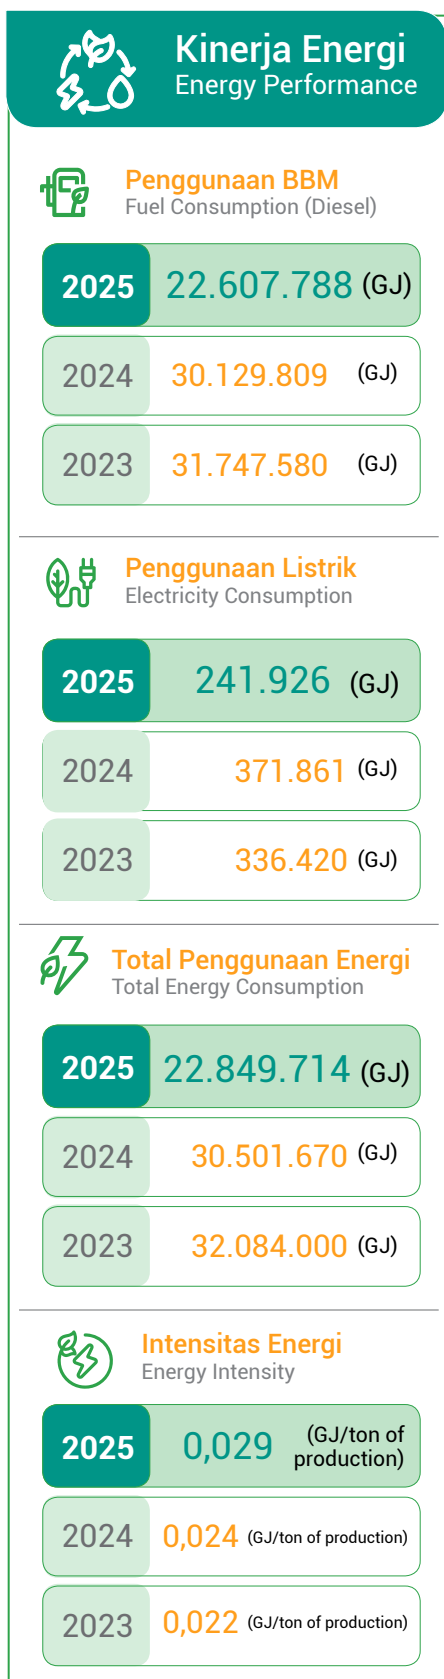 Kinerja Energi
Energy Performance
Penggunaan BBM
Fuel Consumption (Diesel)
2025 22.607.788 (GJ)
2024 30.129.809 (GJ)
2023 31.747.580 (GJ)
Penggunaan Listrik
Electricity Consumption
2025 241.926 (GJ)
2024 371.861 (GJ)
2023 336.420 (GJ)
Total Penggunaan Energi
Total Energy Consumption
2025 22.849.714 (GJ)
2024 30.501.670 (GJ)
2023 32.084.000 (GJ)
Intensitas Energi
Energy Intensity
2025 0,029 (GJ/ton of
production)
2024 0,024 (GJ/ton of production)
2023 0,022 (GJ/ton of production)